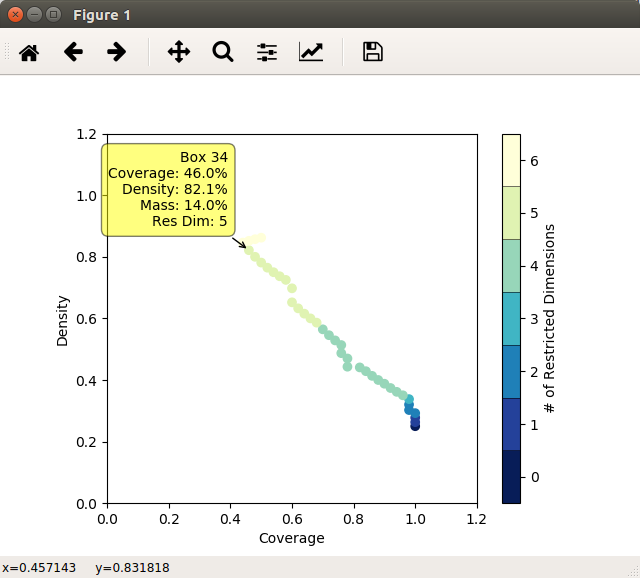 Figure 1
1.2
1.0
0.8
0.6
0.4
0.2
0.0
Density
Box 34
Coverage: 46.0%
Density: 82.1%
Mass: 14.0%
Res Dim: 5
0.0 0.2 0.4 0.6 0.8 1.0 1.2
Coverage
6
5
4
3
2
1
0
# of Restricted Dimensions
x=0.457143 y=0.831818